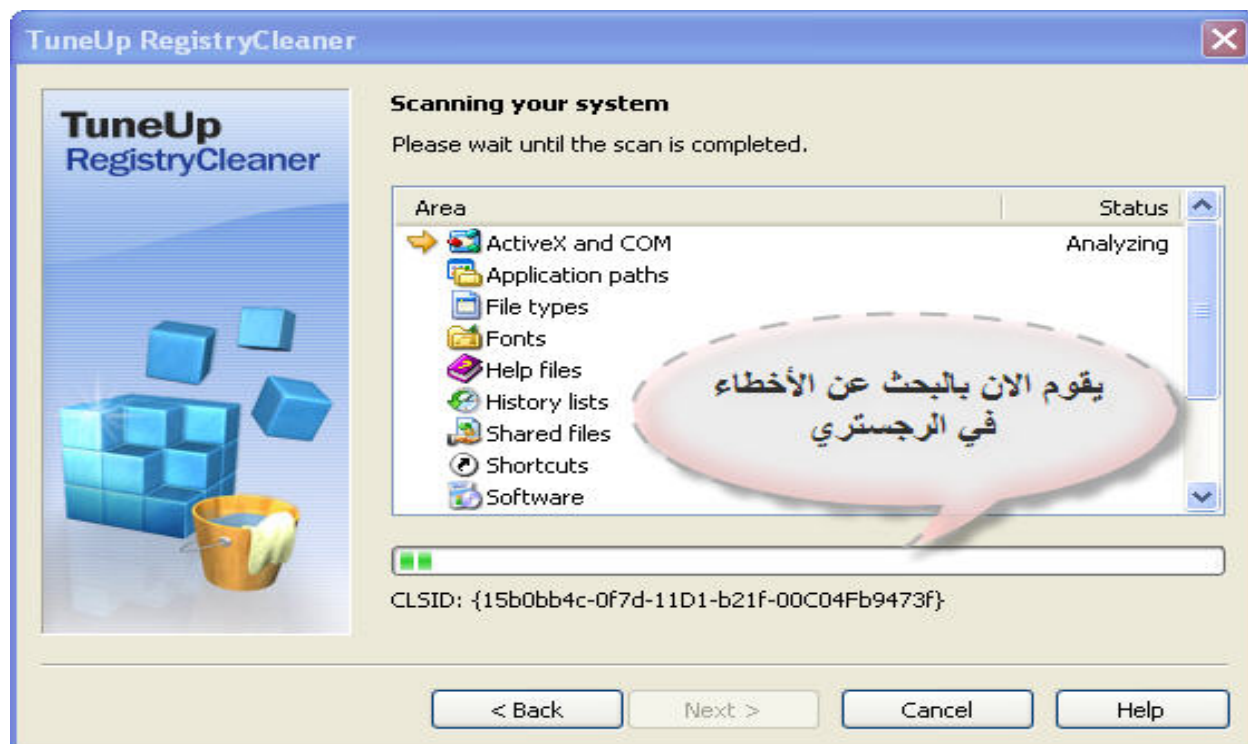 TuneUp RegistryCleaner
TuneUp
RegistryCleaner
Scanning your system
Please wait until the scan is completed.
Area Status
ActiveX and COM Analyzing
Application paths
File types
Fonts
Help files
History lists
Shared files
Shortcuts
Software
يقوم الان بالبحث عن الأخطاء
في الرجستري
CLSID: {15b0bb4c-0f7d-11D1-b21f-00C04Fb9473f}
< Back Next > Cancel Help